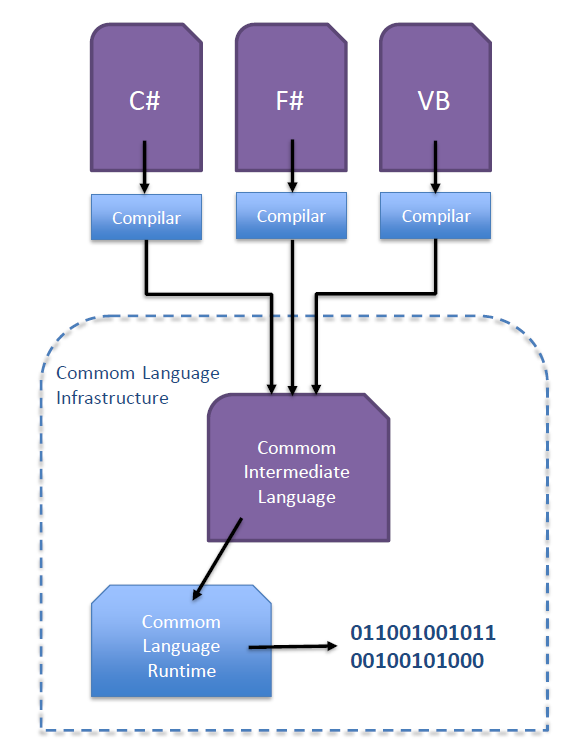 C#
F#
VB
Compilar
Compilar
Compilar
Commom Language
Infrastructure
Commom
Intermediate
Language
Commom
Language
Runtime
011001001011
00100101000